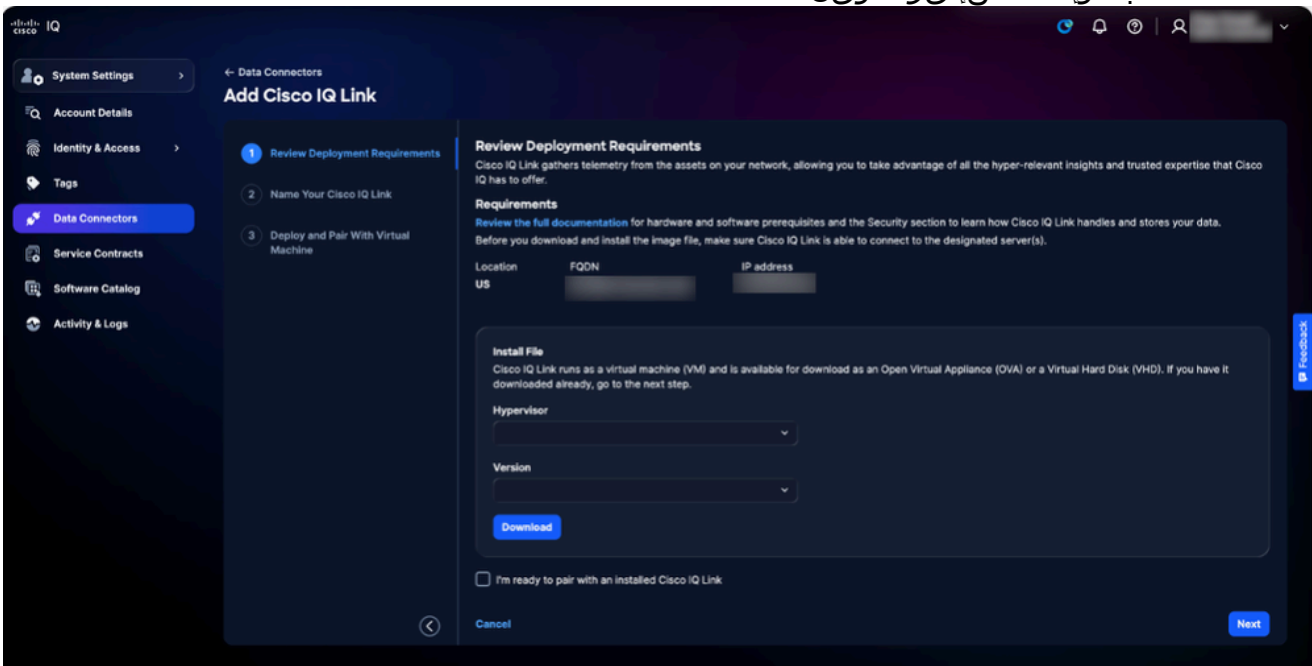 cisco IQ
System Settings
Account Details
Identity & Access
Tags
Data Connectors
Service Contracts
Software Catalog
Activity & Logs
← Data Connectors
Add Cisco IQ Link
1 Review Deployment Requirements
2 Name Your Cisco IQ Link
3 Deploy and Pair With Virtual
Machine
Review Deployment Requirements
Cisco IQ Link gathers telemetry from the assets on your network, allowing you to take advantage of all the hyper-relevant insights and trusted expertise that Cisco
IQ has to offer.
Requirements
Review the full documentation for hardware and software prerequisites and the Security section to learn how Cisco IQ Link handles and stores your data.
Before you download and install the image file, make sure Cisco IQ Link is able to connect to the designated server(s).
Location FQDN IP address
US
Install File
Cisco IQ Link runs as a virtual machine (VM) and is available for download as an Open Virtual Appliance (OVA) or a Virtual Hard Disk (VHD). If you have it
downloaded already, go to the next step.
Hypervisor
Version
Download
I'm ready to pair with an installed Cisco IQ Link
Cancel Next
Feedback